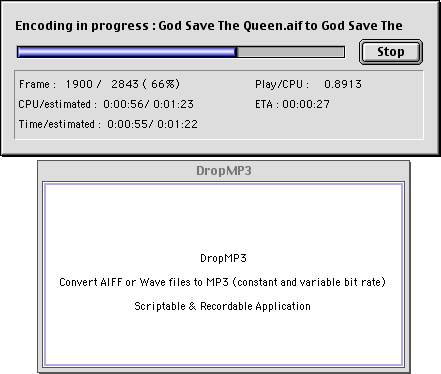 Encoding in progress : God Save The Queen.aif to God Save The
Stop
Frame : 1900 / 2843 ( 66%) Play/CPU : 0.8913
CPU/estimated : 0:00:56/ 0:01:23 ETA : 00:00:27
Time/estimated : 0:00:55/ 0:01:22
DropMP3
DropMP3
Convert AIFF or Wave files to MP3 (constant and variable bit rate)
Scriptable & Recordable Application